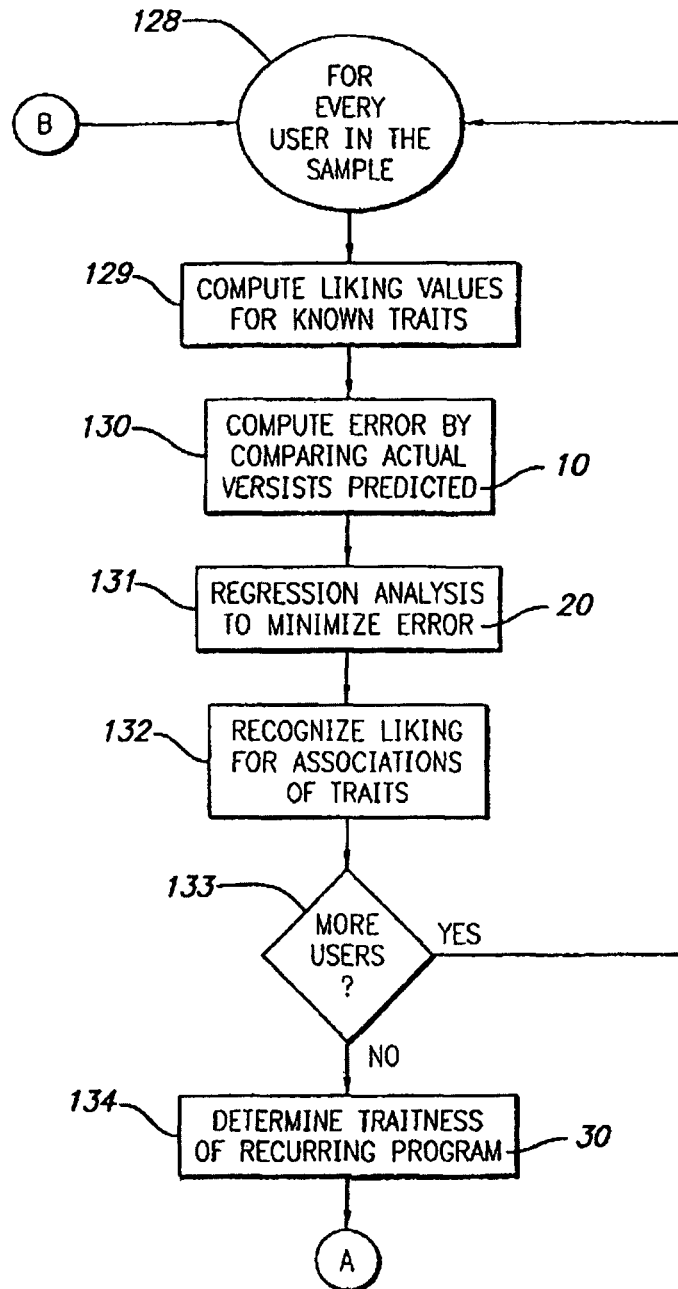 128
FOR
EVERY
USER IN THE
SAMPLE
B
129
COMPUTE LIKING VALUES
FOR KNOWN TRAITS
130
COMPUTE ERROR BY
COMPARING ACTUAL
VERSISTS PREDICTED
10
131
REGRESSION ANALYSIS
TO MINIMIZE ERROR
20
132
RECOGNIZE LIKING
FOR ASSOCIATIONS
OF TRAITS
133
MORE
USERS
?
YES
NO
134
DETERMINE TRAITNESS
OF RECURRING PROGRAM
30
A